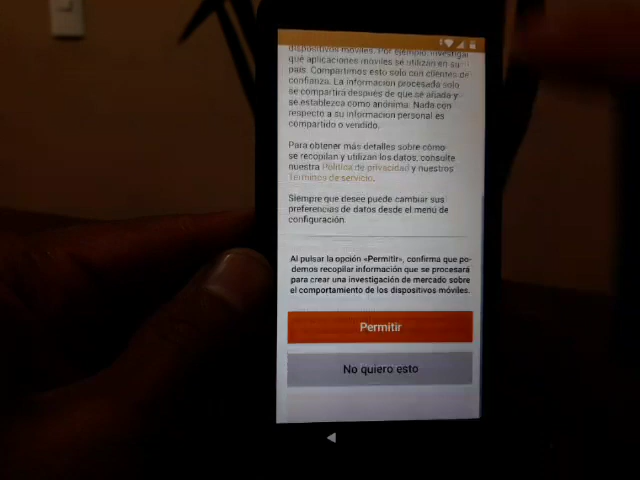 dispositivos móviles. Por ejemplo, investigar
qué aplicaciones móviles se utilizan en su
país. Compartimos esto solo con clientes de
confianza. La información procesada solo
se compartirá después de que se añada y
se establezca como anónima. Nada con
respecto a su información personal es
compartido o vendido.
Para obtener más detalles sobre cómo
se recopilan y utilizan los datos, consulte
nuestra Política de privacidad y nuestros
Términos de servicio.
Siempre que desee puede cambiar sus
preferencias de datos desde el menú de
configuración.
Al pulsar la opción «Permitir», confirma que po-
demos recopilar información que se procesará
para crear una investigación de mercado sobre
el comportamiento de los dispositivos móviles.
Permitir
No quiero esto